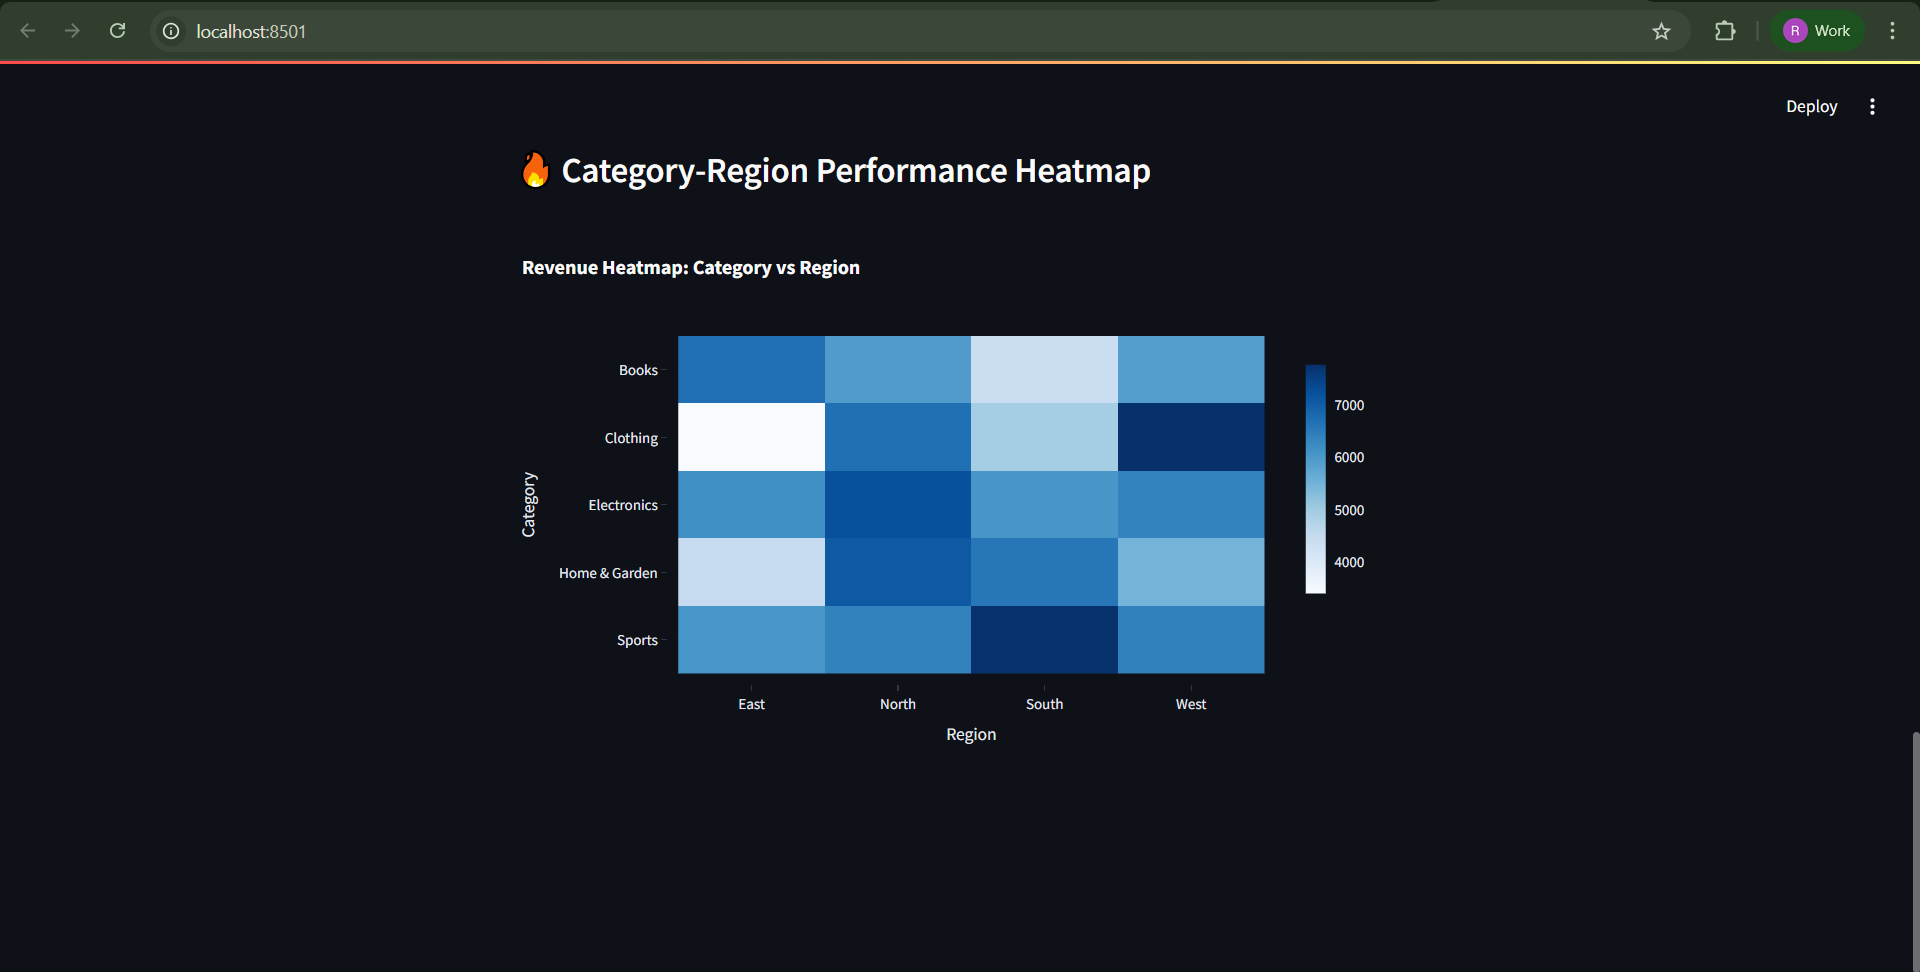 localhost:8501
R Work
Deploy
🔥 Category-Region Performance Heatmap
Revenue Heatmap: Category vs Region
Category
Books
Clothing
Electronics
Home & Garden
Sports
East North South West
Region
7000
6000
5000
4000